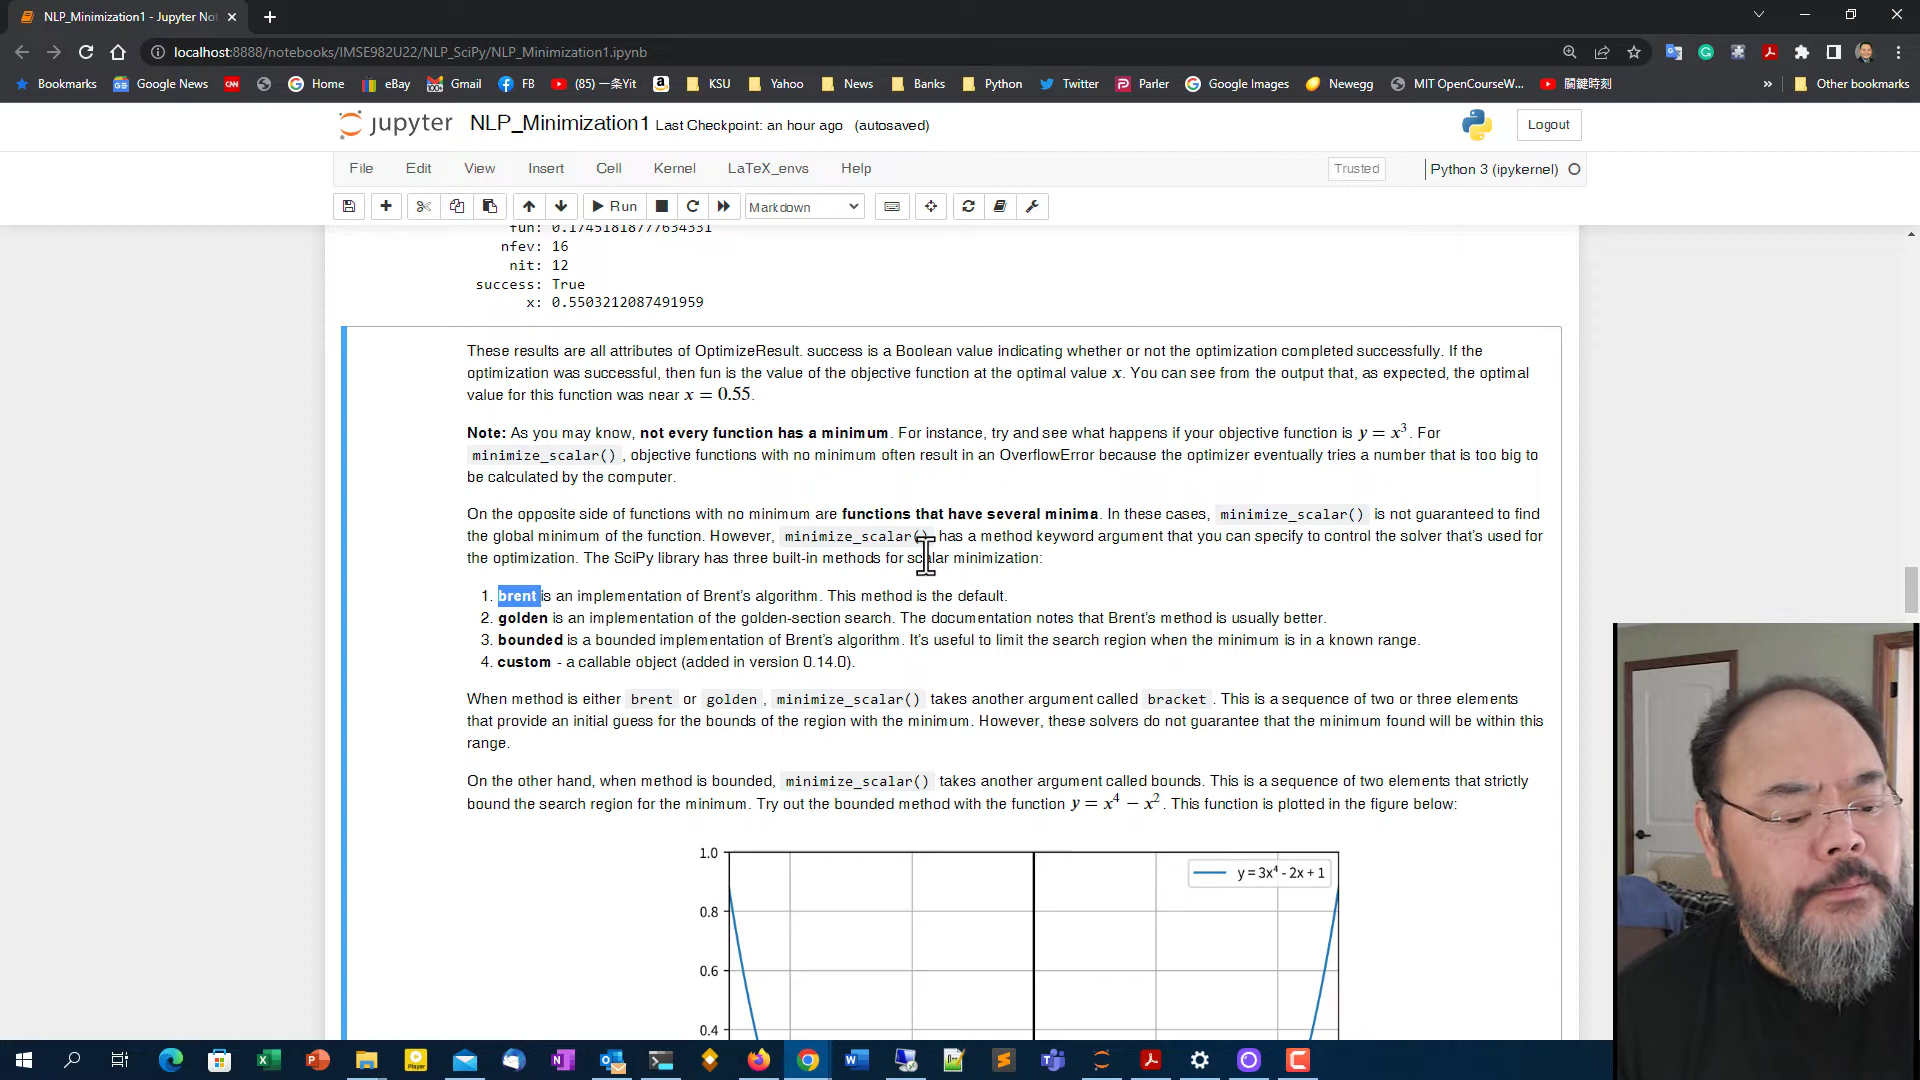 NLP_Minimization1 - Jupyter Not
localhost:8888/notebooks/IMSE982U22/NLP_SciPy/NLP_Minimization1.ipynb
Bookmarks Google News CNN Home eBay Gmail FB (85) 一条Yit KSU Yahoo News Banks Python Twitter Parler Google Images Newegg MIT OpenCourseW... 關鍵時刻 » Other bookmarks
jupyter NLP_Minimization1 Last Checkpoint: an hour ago (autosaved) Logout
File Edit View Insert Cell Kernel LaTeX_envs Help Trusted Python 3 (ipykernel)
Run Markdown
fun: 0.17451818777634331
nfev: 16
nit: 12
success: True
x: 0.5503212087491959
These results are all attributes of OptimizeResult. success is a Boolean value indicating whether or not the optimization completed successfully. If the
optimization was successful, then fun is the value of the objective function at the optimal value x. You can see from the output that, as expected, the optimal
value for this function was near x = 0.55.
Note: As you may know, not every function has a minimum. For instance, try and see what happens if your objective function is y = x³. For
minimize_scalar() , objective functions with no minimum often result in an OverflowError because the optimizer eventually tries a number that is too big to
be calculated by the computer.
On the opposite side of functions with no minimum are functions that have several minima. In these cases, minimize_scalar() is not guaranteed to find
the global minimum of the function. However, minimize_scalar() has a method keyword argument that you can specify to control the solver that's used for
the optimization. The SciPy library has three built-in methods for scalar minimization:
1. brent is an implementation of Brent's algorithm. This method is the default.
2. golden is an implementation of the golden-section search. The documentation notes that Brent's method is usually better.
3. bounded is a bounded implementation of Brent's algorithm. It's useful to limit the search region when the minimum is in a known range.
4. custom - a callable object (added in version 0.14.0).
When method is either brent or golden , minimize_scalar() takes another argument called bracket . This is a sequence of two or three elements
that provide an initial guess for the bounds of the region with the minimum. However, these solvers do not guarantee that the minimum found will be within this
range.
On the other hand, when method is bounded, minimize_scalar() takes another argument called bounds. This is a sequence of two elements that strictly
bound the search region for the minimum. Try out the bounded method with the function y = x⁴ − x². This function is plotted in the figure below:
1.0
y = 3x⁴ - 2x + 1
0.8
0.6
0.4